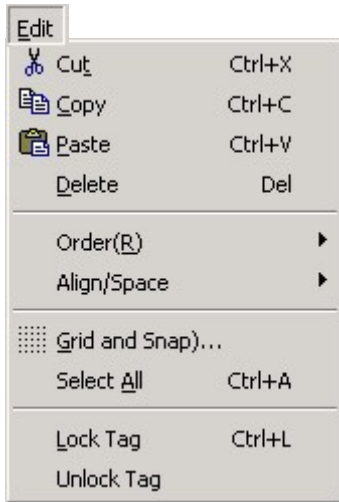 Edit
Cut Ctrl+X
Copy Ctrl+C
Paste Ctrl+V
Delete Del
Order(R)
Align/Space
Grid and Snap)...
Select All Ctrl+A
Lock Tag Ctrl+L
Unlock Tag